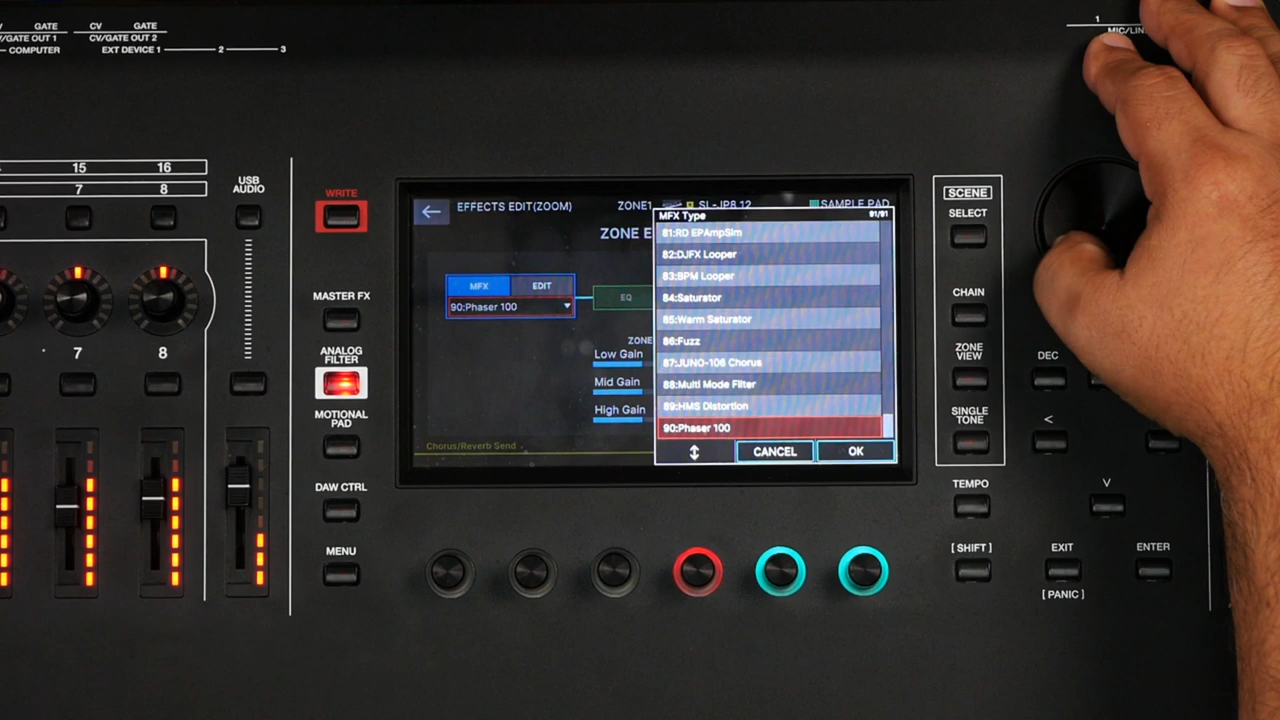 GATE CV GATE
/GATE OUT 1 CV/GATE OUT 2
COMPUTER EXT DEVICE 1 2 3
1
MIC/LIN
15 16
7 8
USB AUDIO
7 8
WRITE
MASTER FX
ANALOG FILTER
MOTIONAL PAD
DAW CTRL
MENU
EFFECTS EDIT(ZOOM) ZONE1 SL-JP8 12 SAMPLE PAD
ZONE E
MFX EDIT
90:Phaser 100
EQ
ZONE
Low Gain
Mid Gain
High Gain
Chorus/Reverb Send
MFX Type 91/91
81:RD EPAmpSim
82:DJFX Looper
83:BPM Looper
84:Saturator
85:Warm Saturator
86:Fuzz
87:JUNO-106 Chorus
88:Multi Mode Filter
89:HMS Distortion
90:Phaser 100
CANCEL OK
SCENE
SELECT
CHAIN
ZONE VIEW
SINGLE TONE
TEMPO
[ SHIFT ]
DEC
<
V
EXIT
[ PANIC ]
ENTER